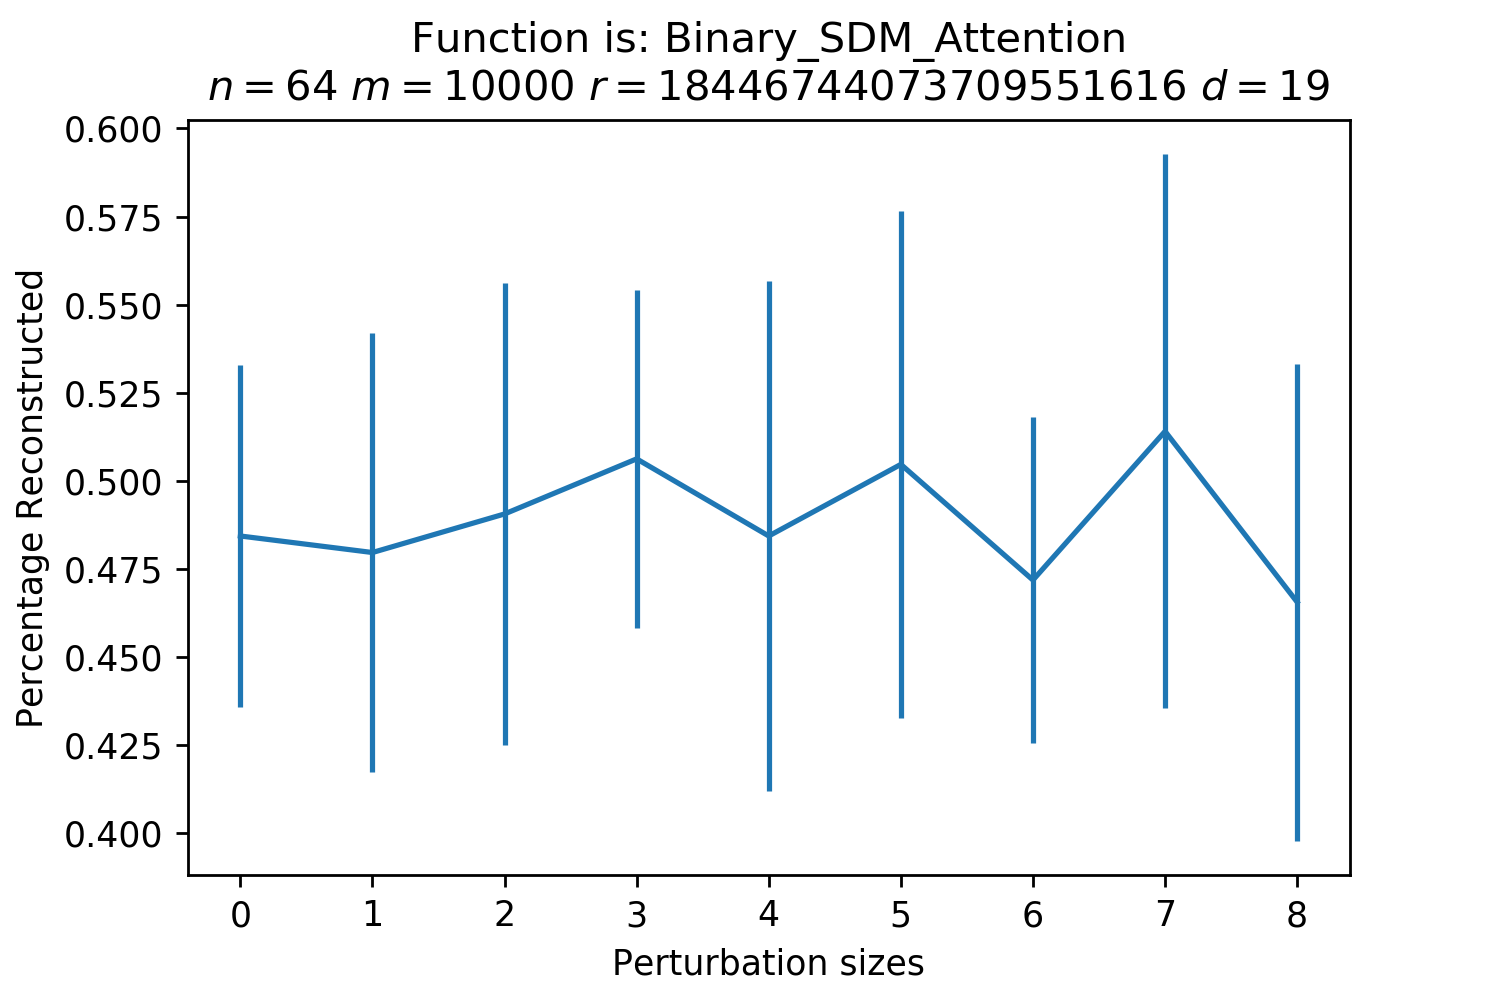 Function is: Binary_SDM_Attention
n = 64 m = 10000 r = 18446744073709551616 d = 19
0.600
0.575
0.550
0.525
0.500
0.475
0.450
0.425
0.400
Percentage Reconstructed
0 1 2 3 4 5 6 7 8
Perturbation sizes